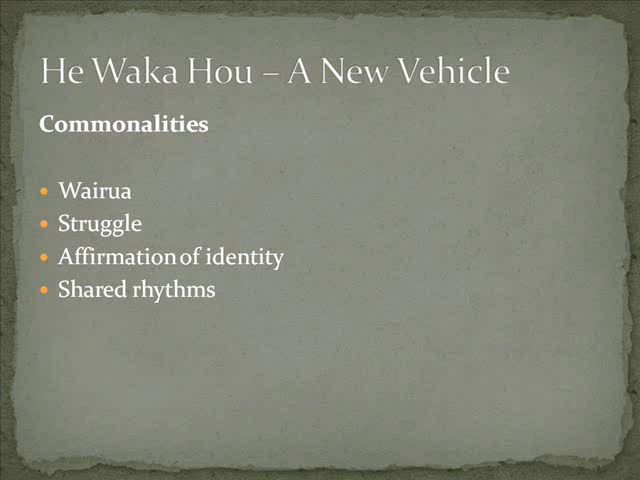 He Waka Hou – A New Vehicle
Commonalities
• Wairua
• Struggle
• Affirmation of identity
• Shared rhythms